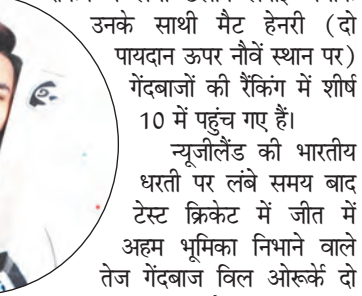 उनके साथी मैट हेनरी (दो
पायदान ऊपर नौवें स्थान पर)
गेंदबाजों की रैंकिंग में शीर्ष
10 में पहुंच गए हैं।
न्यूजीलैंड की भारतीय
धरती पर लंबे समय बाद
टेस्ट क्रिकेट में जीत में
अहम भूमिका निभाने वाले
तेज गेंदबाज विल ओरूर्के दो